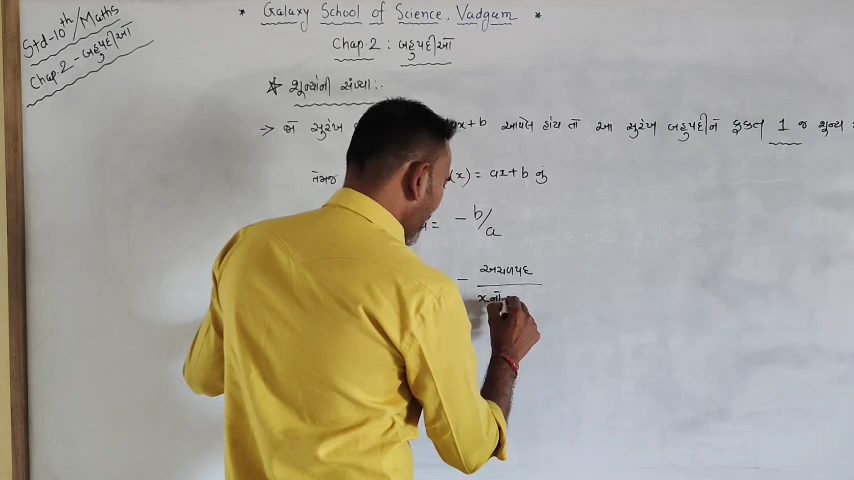 Std-10th/Maths
Chap.2 - બહુપદીઓ
* Galaxy School of Science, Vadgam *
Chap.2 : બહુપદીઓ
* શૂન્યોની સંખ્યા :-
→ જો સુરેખ ax+b આપેલ હોય તો આ સુરેખ બહુપદીને ફક્ત 1 જ શૂન્ય
તેમજ (x) = ax+b નું
= -b/a
- અચળપદ
xનો